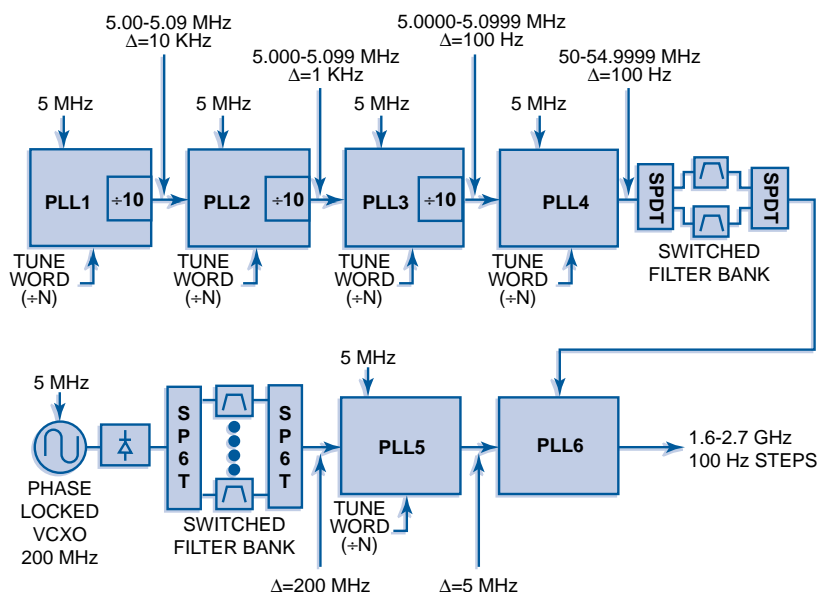 5.00-5.09 MHz
Δ=10 KHz
5.000-5.099 MHz
Δ=1 KHz
5.0000-5.0999 MHz
Δ=100 Hz
50-54.9999 MHz
Δ=100 Hz
5 MHz
5 MHz
5 MHz
5 MHz
PLL1
÷10
PLL2
÷10
PLL3
÷10
PLL4
SPDT
SPDT
SWITCHED
FILTER BANK
TUNE
WORD
(÷N)
TUNE
WORD
(÷N)
TUNE
WORD
(÷N)
TUNE
WORD
(÷N)
5 MHz
PHASE
LOCKED
VCXO
200 MHz
SP6T
SP6T
SWITCHED
FILTER BANK
Δ=200 MHz
5 MHz
PLL5
TUNE
WORD
(÷N)
Δ=5 MHz
PLL6
1.6-2.7 GHz
100 Hz STEPS